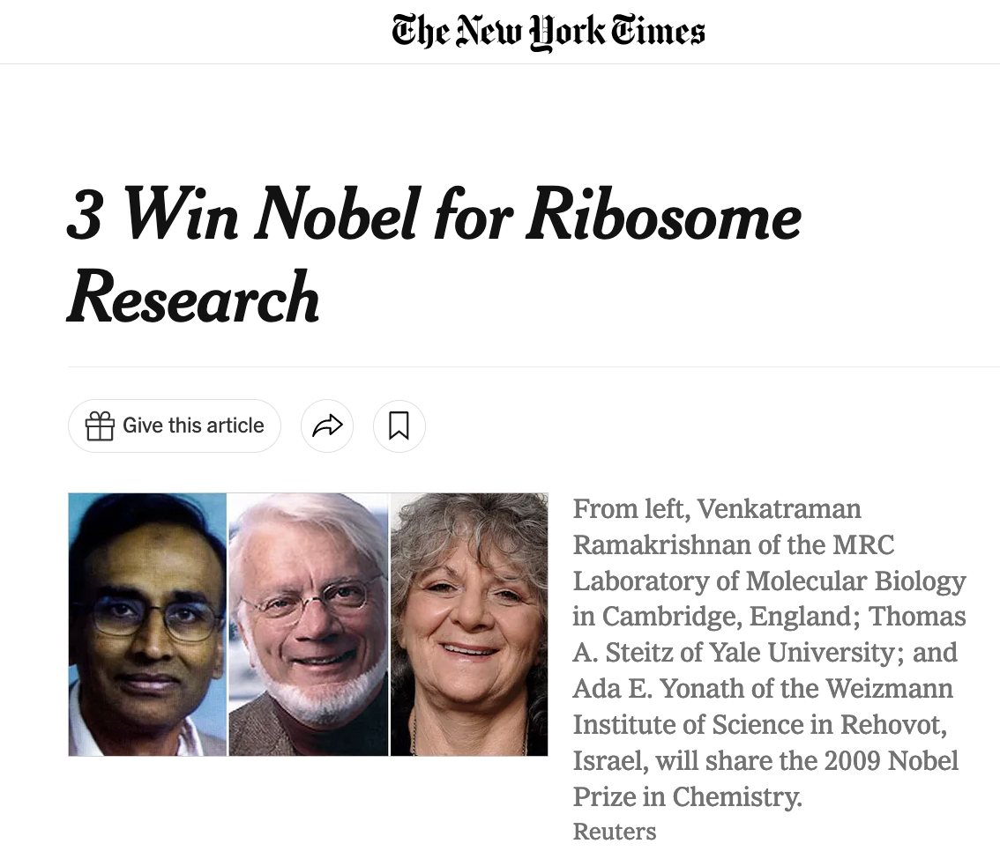 The New York Times
3 Win Nobel for Ribosome
Research
Give this article
From left, Venkatraman
Ramakrishnan of the MRC
Laboratory of Molecular Biology
in Cambridge, England; Thomas
A. Steitz of Yale University; and
Ada E. Yonath of the Weizmann
Institute of Science in Rehovot,
Israel, will share the 2009 Nobel
Prize in Chemistry.
Reuters